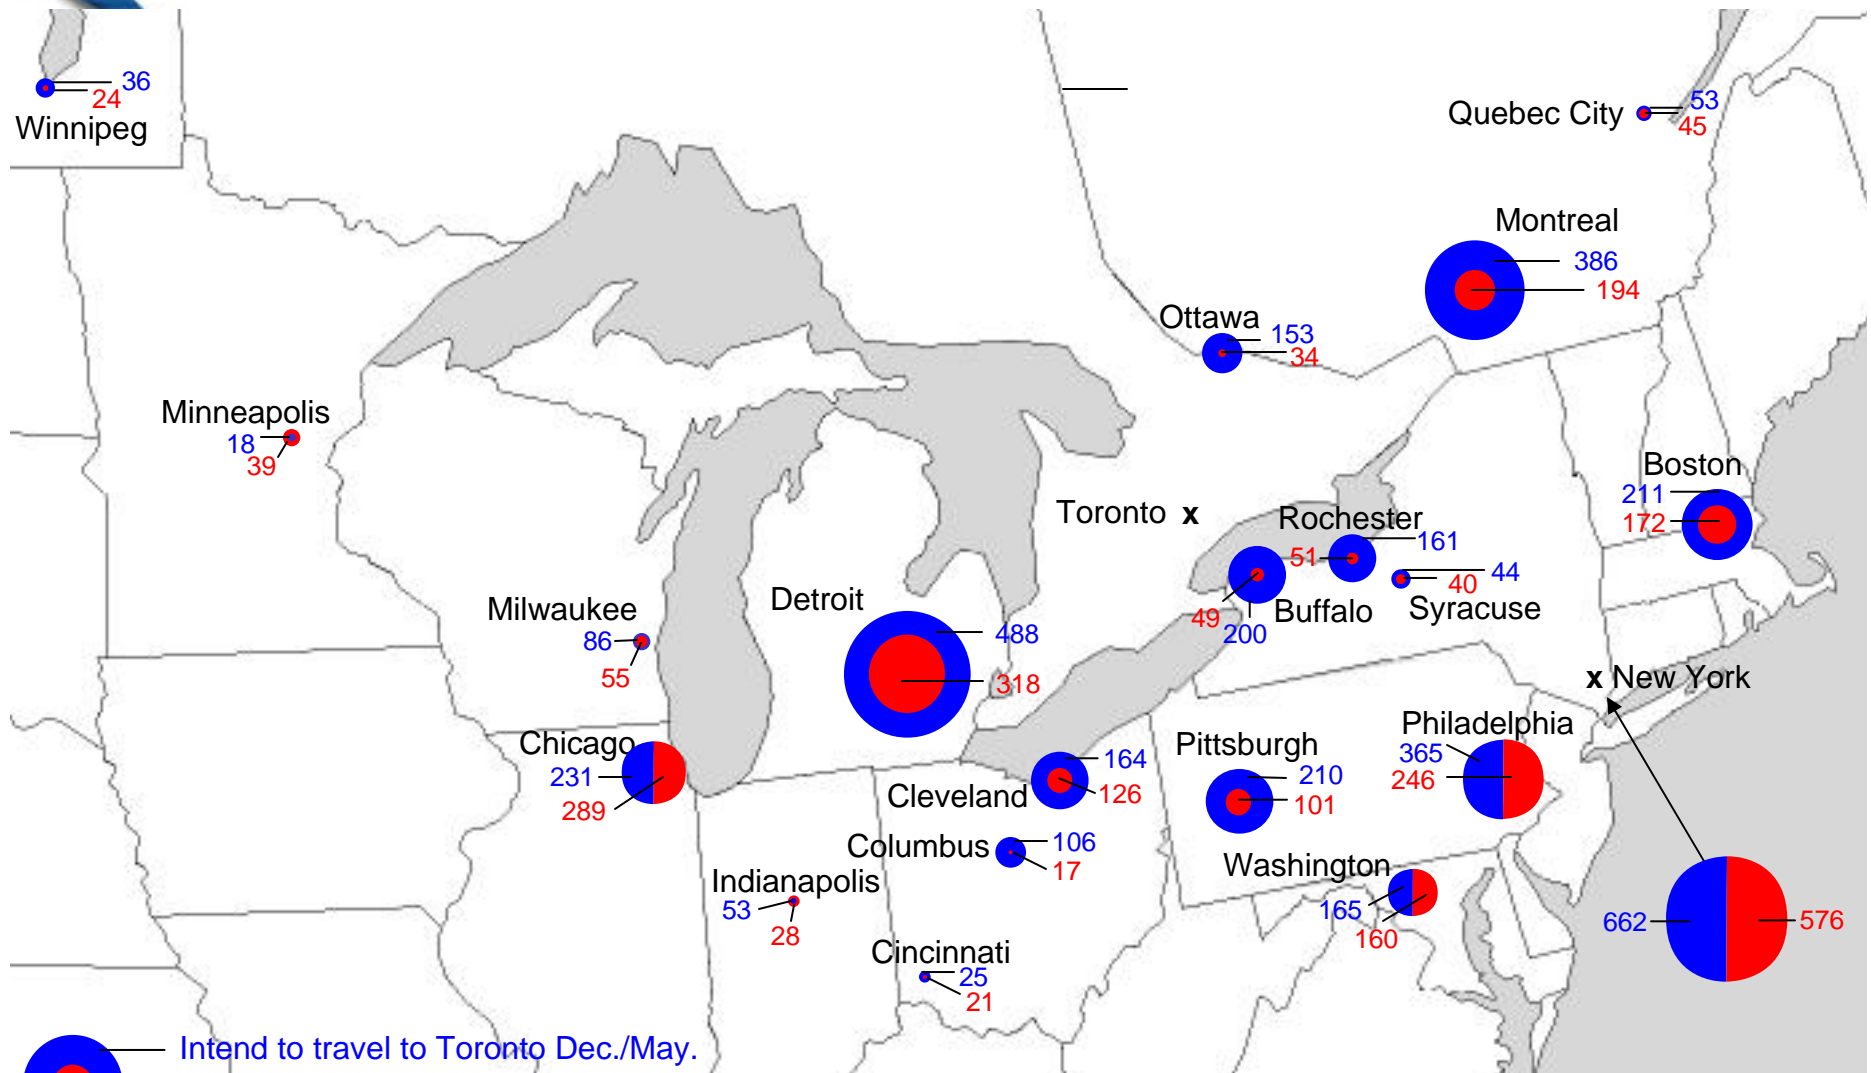 36
24
Winnipeg
53
Quebec City
45
Montreal
386
194
Ottawa
153
34
Minneapolis
18
39
Boston
211
172
Toronto x
Rochester
51
161
44
40
Syracuse
49
Buffalo
200
Milwaukee
86
55
Detroit
488
318
x New York
Chicago
231
289
Philadelphia
365
246
Pittsburgh
210
101
164
126
Cleveland
Columbus
106
17
Washington
165
160
Indianapolis
53
28
662
576
Cincinnati
25
21
Intend to travel to Toronto Dec./May.